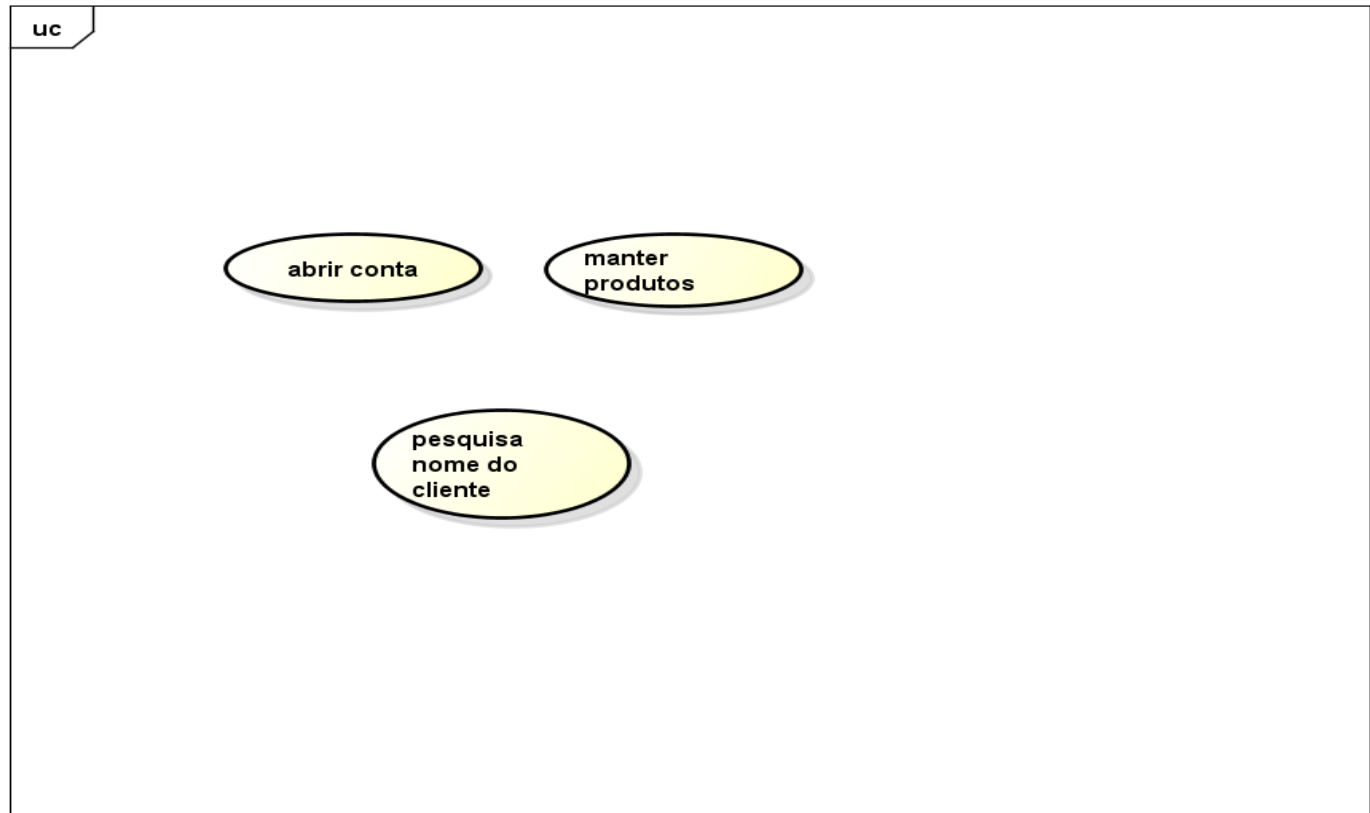 uc
abrir conta
manter
produtos
pesquisa
nome do
cliente